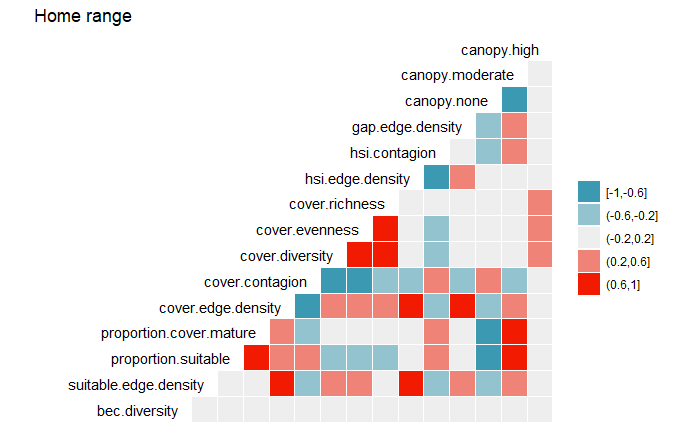 Home range
canopy.high
canopy.moderate
canopy.none
gap.edge.density
hsi.contagion
hsi.edge.density
cover.richness
cover.evenness
cover.diversity
cover.contagion
cover.edge.density
proportion.cover.mature
proportion.suitable
suitable.edge.density
bec.diversity
[-1,-0.6]
(-0.6,-0.2]
(-0.2,0.2]
(0.2,0.6]
(0.6,1]